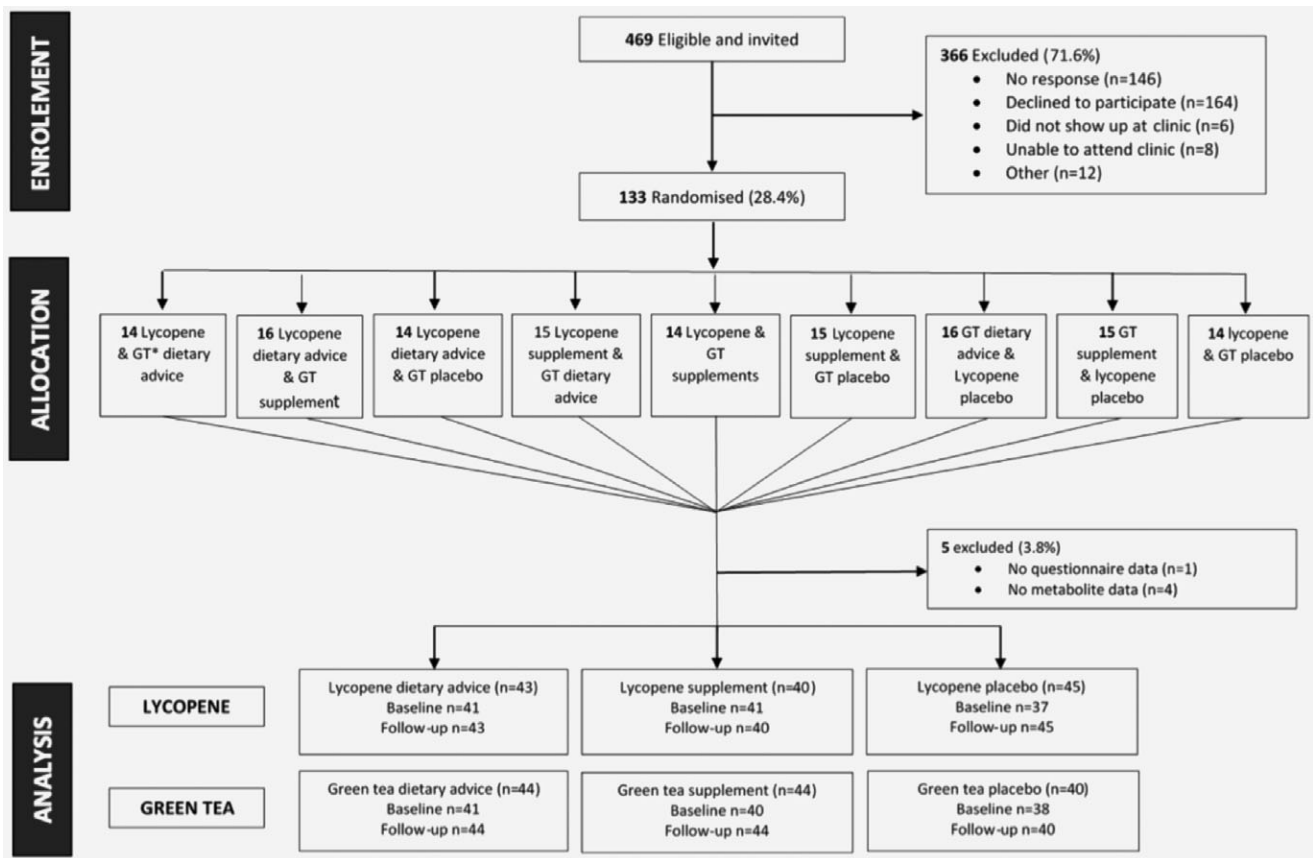 ENROLEMENT
469 Eligible and invited
366 Excluded (71.6%)
• No response (n=146)
• Declined to participate (n=164)
• Did not show up at clinic (n=6)
• Unable to attend clinic (n=8)
• Other (n=12)
133 Randomised (28.4%)
ALLOCATION
14 Lycopene
& GT* dietary
advice
16 Lycopene
dietary advice
& GT
supplement
14 Lycopene
dietary advice
& GT placebo
15 Lycopene
supplement &
GT dietary
advice
14 Lycopene &
GT
supplements
15 Lycopene
supplement &
GT placebo
16 GT dietary
advice &
Lycopene
placebo
15 GT
supplement
& lycopene
placebo
14 lycopene
& GT placebo
5 excluded (3.8%)
• No questionnaire data (n=1)
• No metabolite data (n=4)
ANALYSIS
LYCOPENE
Lycopene dietary advice (n=43)
Baseline n=41
Follow-up n=43
Lycopene supplement (n=40)
Baseline n=41
Follow-up n=40
Lycopene placebo (n=45)
Baseline n=37
Follow-up n=45
GREEN TEA
Green tea dietary advice (n=44)
Baseline n=41
Follow-up n=44
Green tea supplement (n=44)
Baseline n=40
Follow-up n=44
Green tea placebo (n=40)
Baseline n=38
Follow-up n=40